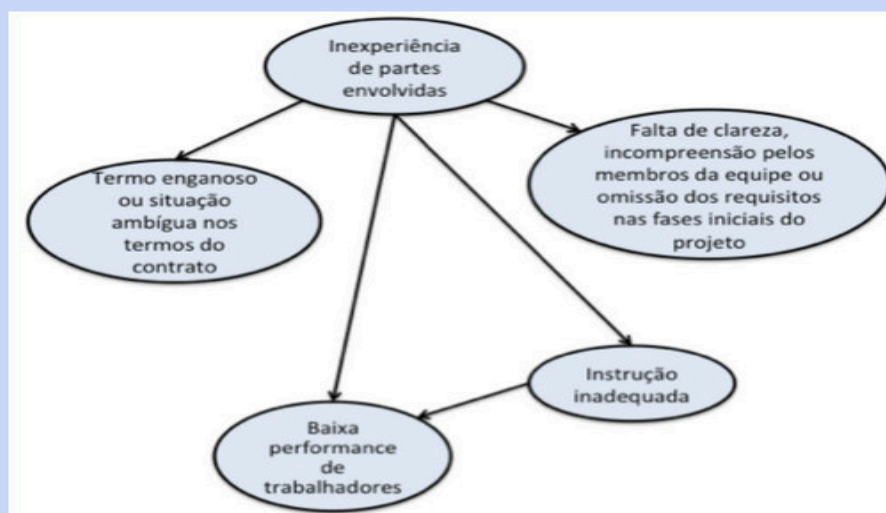 Inexperiência
de partes
envolvidas
Termo enganoso
ou situação
ambígua nos
termos do
contrato
Falta de clareza,
incompreensão pelos
membros da equipe ou
omissão dos requisitos
nas fases iniciais do
projeto
Instrução
inadequada
Baixa
performance
de
trabalhadores